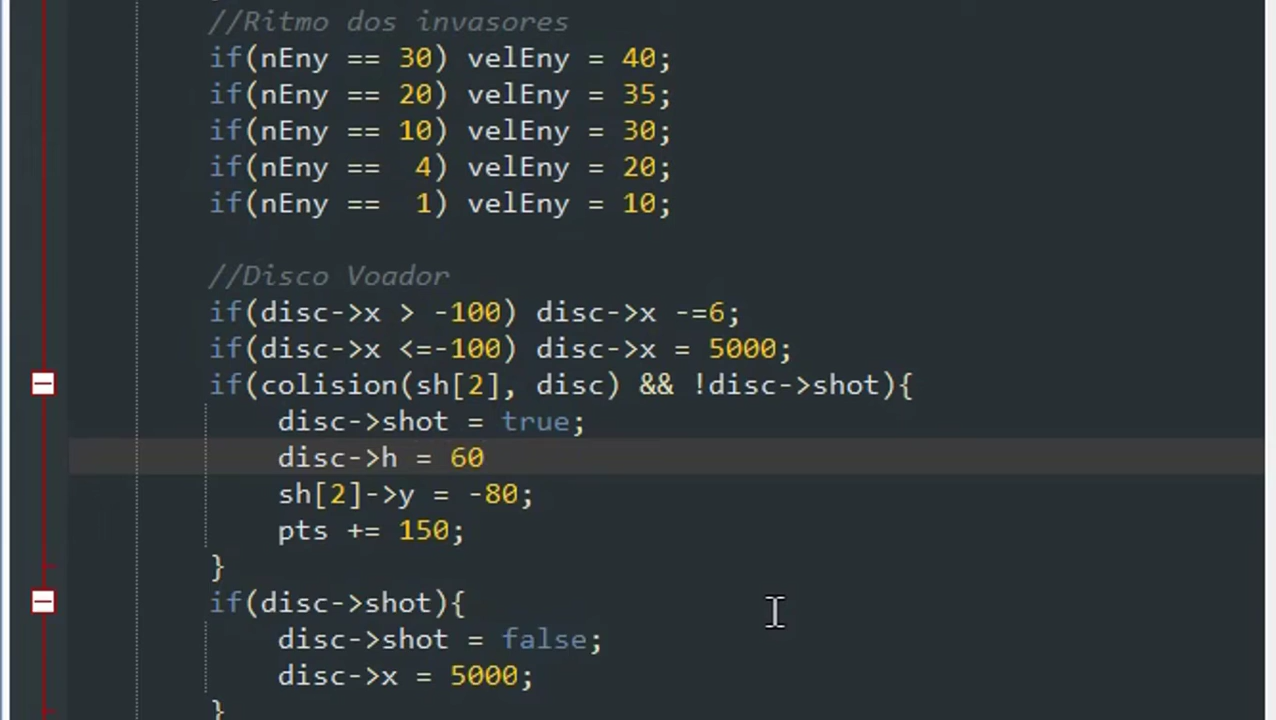 //Ritmo dos invasores
if(nEny == 30) velEny = 40;
if(nEny == 20) velEny = 35;
if(nEny == 10) velEny = 30;
if(nEny ==  4) velEny = 20;
if(nEny ==  1) velEny = 10;
//Disco Voador
if(disc->x > -100) disc->x -=6;
if(disc->x <=-100) disc->x = 5000;
if(colision(sh[2], disc) && !disc->shot){
disc->shot = true;
disc->h = 60
sh[2]->y = -80;
pts += 150;
}
if(disc->shot){
disc->shot = false;
disc->x = 5000;
}